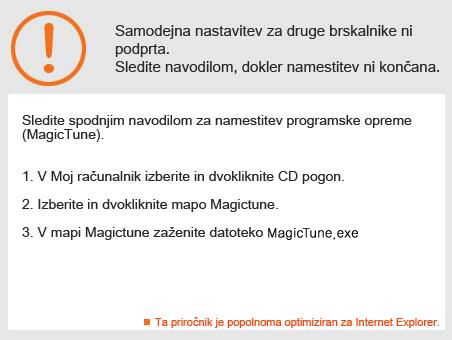 Samodejna nastavitev za druge brskalnike ni
podprta.
Sledite navodilom, dokler namestitev ni končana.
Sledite spodnjim navodilom za namestitev programske opreme
(MagicTune).
1. V Moj računalnik izberite in dvokliknite CD pogon.
2. Izberite in dvokliknite mapo Magictune.
3. V mapi Magictune zaženite datoteko MagicTune.exe
Ta priročnik je popolnoma optimiziran za Internet Explorer.